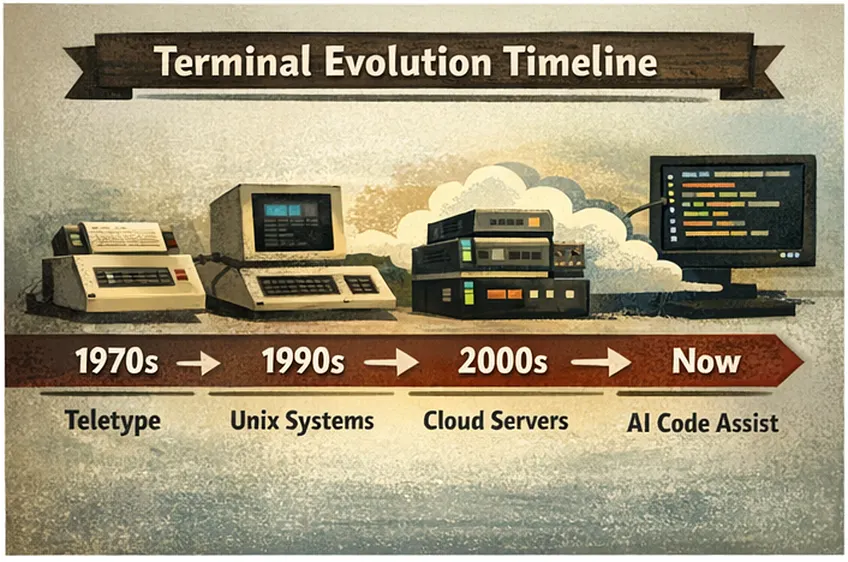 Terminal Evolution Timeline
1970s → 1990s → 2000s → Now
Teletype
Unix Systems
Cloud Servers
AI Code Assist